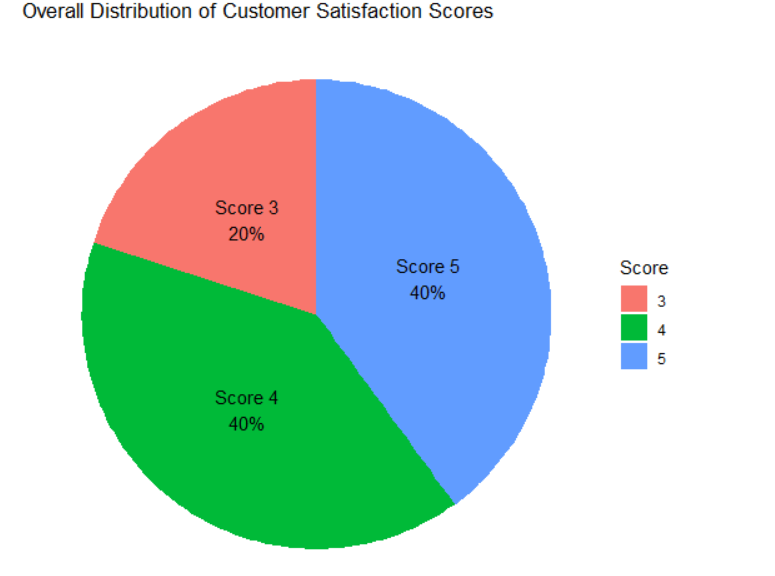 Overall Distribution of Customer Satisfaction Scores
Score 3
20%
Score 5
40%
Score 4
40%
Score
3
4
5